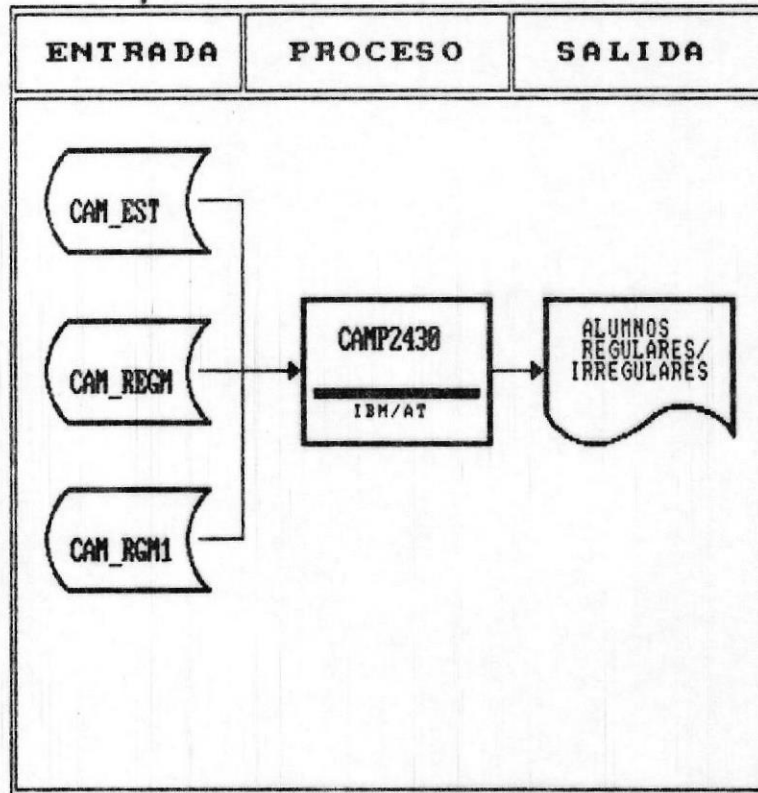 ENTRADA
PROCESO
SALIDA
CAM_EST
CAM_REGM
CAM_RGM1
CAMP2430
IBM/AT
ALUMNOS
REGULARES/
IRREGULARES